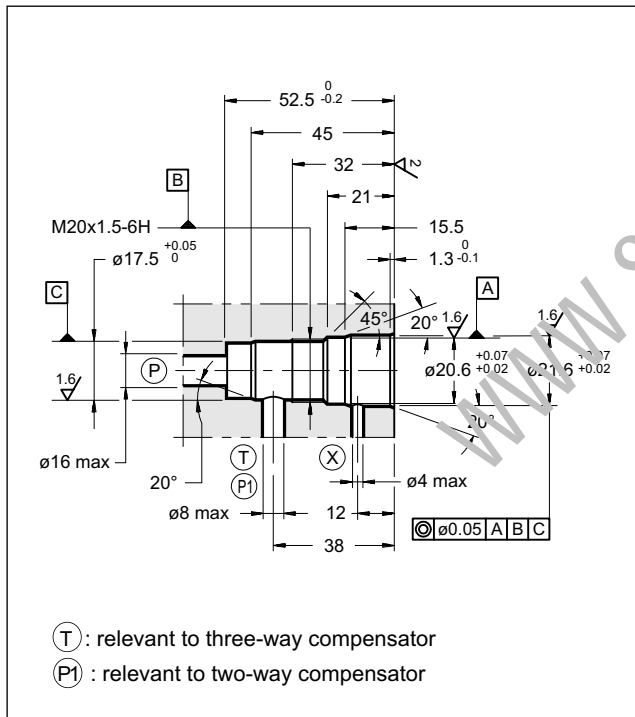 52.5 0 -0.2
45
32
2
B
21
M20x1.5-6H
15.5
ø17.5 +0.05 0
1.3 0 -0.1
C
A
45°
20°
1.6
1.6
P
ø20.6 +0.07 +0.02
ø21.6 +0.07 +0.02
1.6
20°
ø16 max
T
X
20°
P1
ø4 max
ø8 max
12
ø0.05 A B C
38
T : relevant to three-way compensator
P1 : relevant to two-way compensator
www.